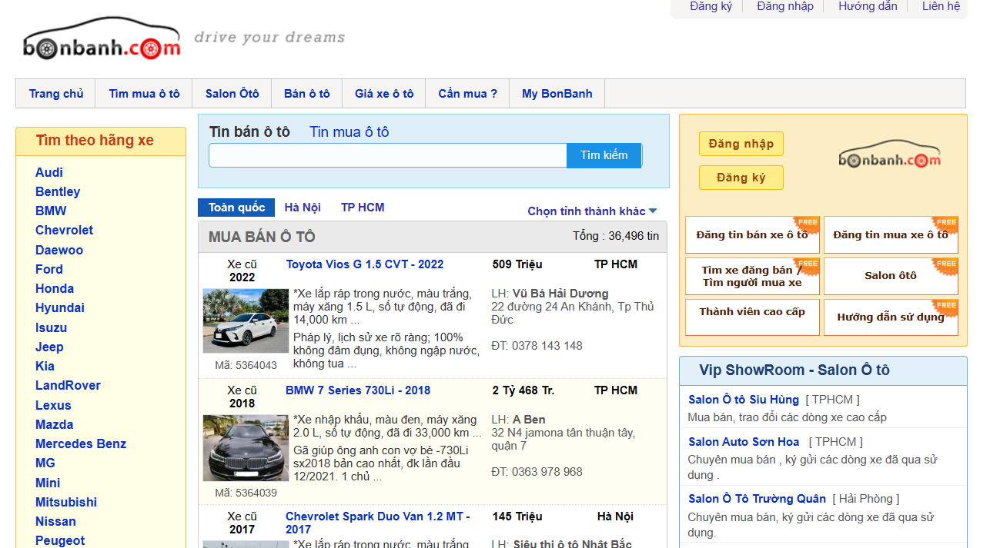 Đăng ký
Đăng nhập
Hướng dẫn
Liên hệ
bonbanh.com
drive your dreams
Trang chủ
Tìm mua ô tô
Salon Ôtô
Bán ô tô
Giá xe ô tô
Cần mua ?
My BonBanh
Tìm theo hãng xe
Audi
Bentley
BMW
Chevrolet
Daewoo
Ford
Honda
Hyundai
Isuzu
Jeep
Kia
LandRover
Lexus
Mazda
Mercedes Benz
MG
Mini
Mitsubishi
Nissan
Peugeot
Tin bán ô tô
Tin mua ô tô
Tìm kiếm
Toàn quốc
Hà Nội
TP HCM
Chọn tỉnh thành khác
MUA BÁN Ô TÔ
Tổng : 36,496 tin
Xe cũ
2022
Toyota Vios G 1.5 CVT - 2022
509 Triệu
TP HCM
*Xe lắp ráp trong nước, màu trắng,
máy xăng 1.5 L, số tự động, đã đi
14,000 km ...
Pháp lý, lịch sử xe rõ ràng; 100%
không đâm đụng, không ngập nước,
không tua ...
LH: Vũ Bá Hải Dương
22 đường 24 An Khánh, Tp Thủ
Đức
ĐT: 0378 143 148
Mã: 5364043
Xe cũ
2018
BMW 7 Series 730Li - 2018
2 Tỷ 468 Tr.
TP HCM
*Xe nhập khẩu, màu đen, máy xăng
2.0 L, số tự động, đã đi 33,000 km ...
Gã giúp ông anh con vợ bé -730Li
sx2018 bản cao nhất, đk lần đầu
12/2021. 1 chủ ...
LH: A Ben
32 N4 jamona tân thuận tây,
quận 7
ĐT: 0363 978 968
Mã: 5364039
Xe cũ
2017
Chevrolet Spark Duo Van 1.2 MT -
2017
145 Triệu
Hà Nội
*Xe lắp ráp trong nước, màu trắng
LH: Siêu thị ô tô Nhật Bắc
Đăng nhập
Đăng ký
bonbanh.com
Đăng tin bán xe ô tô
FREE
Đăng tin mua xe ô tô
FREE
Tìm xe đăng bán /
Tìm người mua xe
FREE
Salon ôtô
FREE
Thành viên cao cấp
Hướng dẫn sử dụng
FREE
Vip ShowRoom - Salon Ô tô
Salon Ô tô Siu Hùng [ TPHCM ]
Mua bán, trao đổi các dòng xe cao cấp
Salon Auto Sơn Hoa [ TPHCM ]
Chuyên mua bán , ký gửi các dòng xe đã qua sử
dụng .
Salon Ô Tô Trường Quân [ Hải Phòng ]
Chuyên mua bán, ký gửi các dòng xe đã qua sử
dụng.